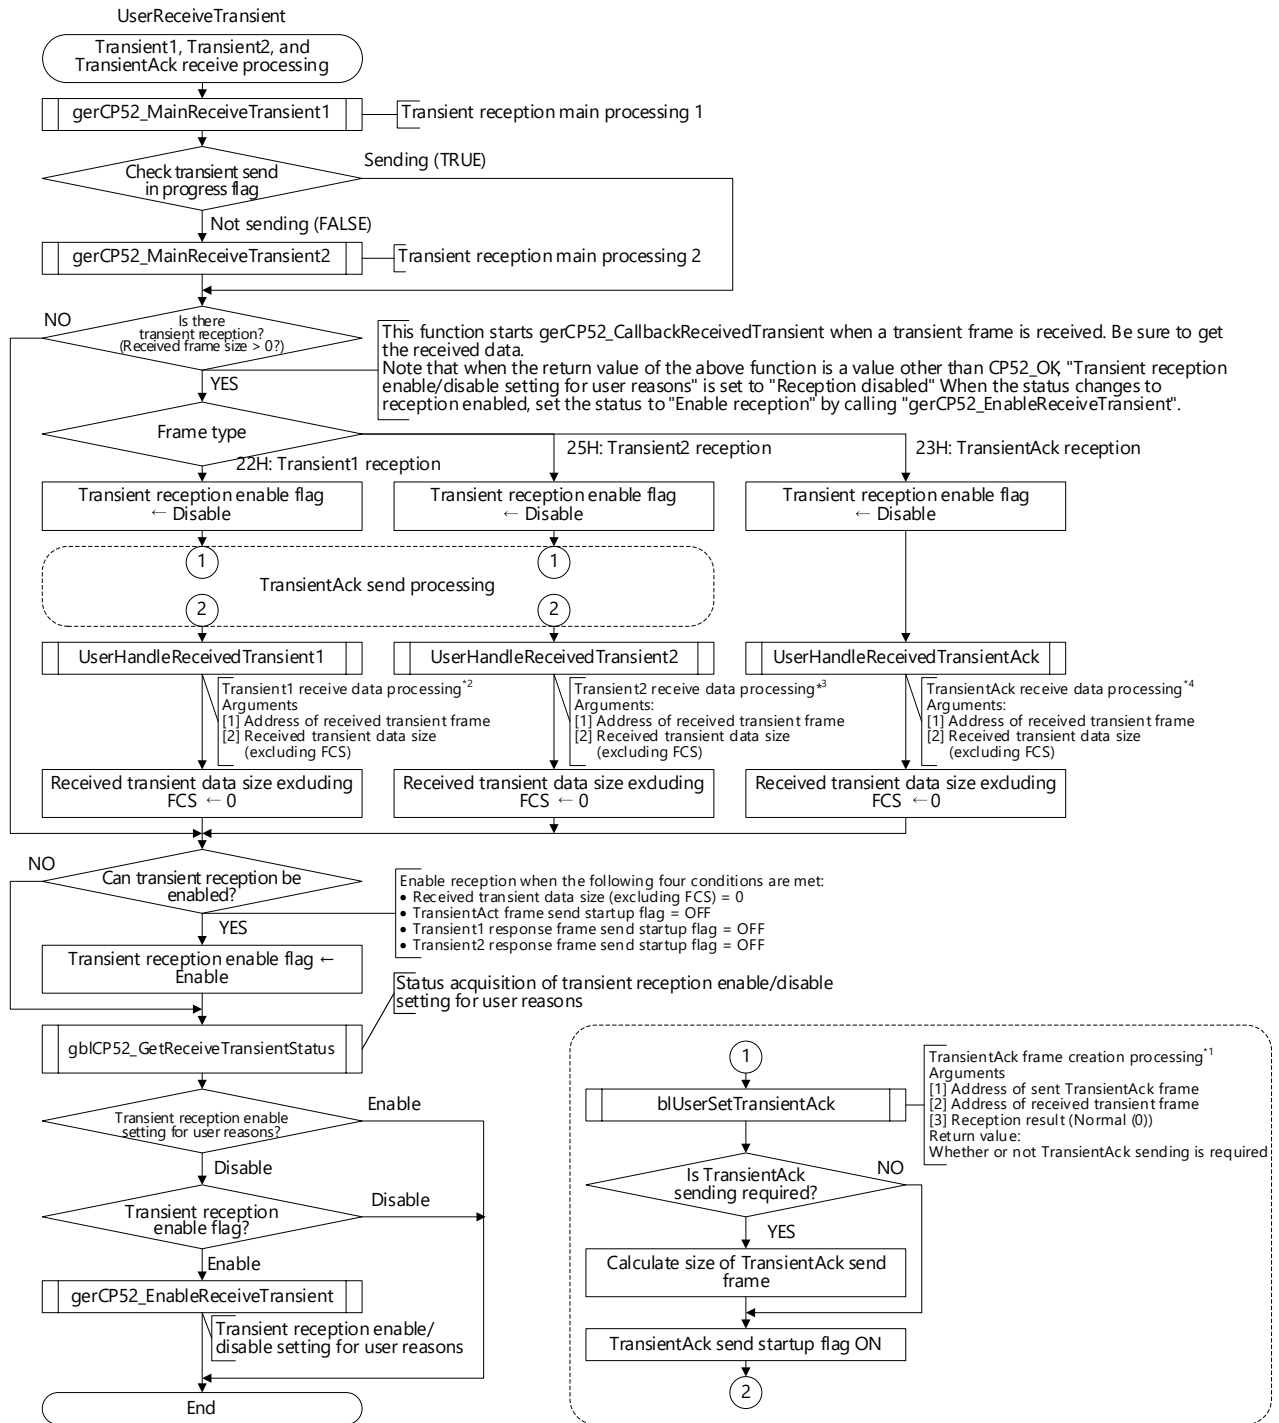 UserReceiveTransient
Transient1, Transient2, and
TransientAck receive processing
gerCP52_MainReceiveTransient1
Transient reception main processing 1
Check transient send
in progress flag
Sending (TRUE)
Not sending (FALSE)
gerCP52_MainReceiveTransient2
Transient reception main processing 2
NO
Is there
transient reception?
(Received frame size > 0?)
YES
This function starts gerCP52_CallbackReceivedTransient when a transient frame is received. Be sure to get
the received data.
Note that when the return value of the above function is a value other than CP52_OK, "Transient reception
enable/disable setting for user reasons" is set to "Reception disabled" When the status changes to
reception enabled, set the status to "Enable reception" by calling "gerCP52_EnableReceiveTransient".
Frame type
22H: Transient1 reception
25H: Transient2 reception
23H: TransientAck reception
Transient reception enable flag
← Disable
Transient reception enable flag
← Disable
Transient reception enable flag
← Disable
1
1
TransientAck send processing
2
2
UserHandleReceivedTransient1
UserHandleReceivedTransient2
UserHandleReceivedTransientAck
Transient1 receive data processing*2
Arguments
[1] Address of received transient frame
[2] Received transient data size
(excluding FCS)
Transient2 receive data processing*3
Arguments:
[1] Address of received transient frame
[2] Received transient data size
(excluding FCS)
TransientAck receive data processing*4
Arguments:
[1] Address of received transient frame
[2] Received transient data size
(excluding FCS)
Received transient data size excluding
FCS ← 0
Received transient data size excluding
FCS ← 0
Received transient data size excluding
FCS ← 0
NO
Can transient reception be
enabled?
YES
Enable reception when the following four conditions are met:
• Received transient data size (excluding FCS) = 0
• TransientAct frame send startup flag = OFF
• Transient1 response frame send startup flag = OFF
• Transient2 response frame send startup flag = OFF
Transient reception enable flag ←
Enable
Status acquisition of transient reception enable/disable
setting for user reasons
gblCP52_GetReceiveTransientStatus
Transient reception enable
setting for user reasons?
Enable
Disable
Transient reception
enable flag?
Disable
Enable
gerCP52_EnableReceiveTransient
Transient reception enable/
disable setting for user reasons
End
1
blUserSetTransientAck
TransientAck frame creation processing*1
Arguments
[1] Address of sent TransientAck frame
[2] Address of received transient frame
[3] Reception result (Normal (0))
Return value:
Whether or not TransientAck sending is required
Is TransientAck
sending required?
NO
YES
Calculate size of TransientAck send
frame
TransientAck send startup flag ON
2